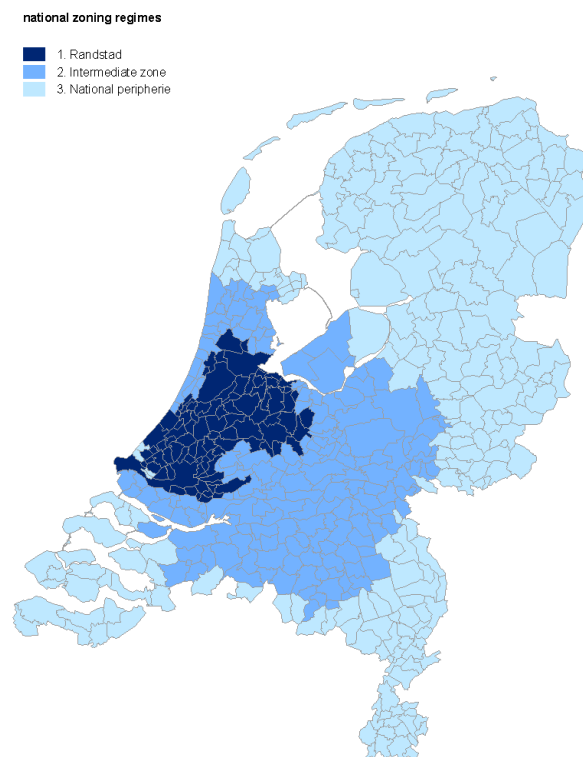 national zoning regimes
1. Randstad
2. Intermediate zone
3. National peripherie